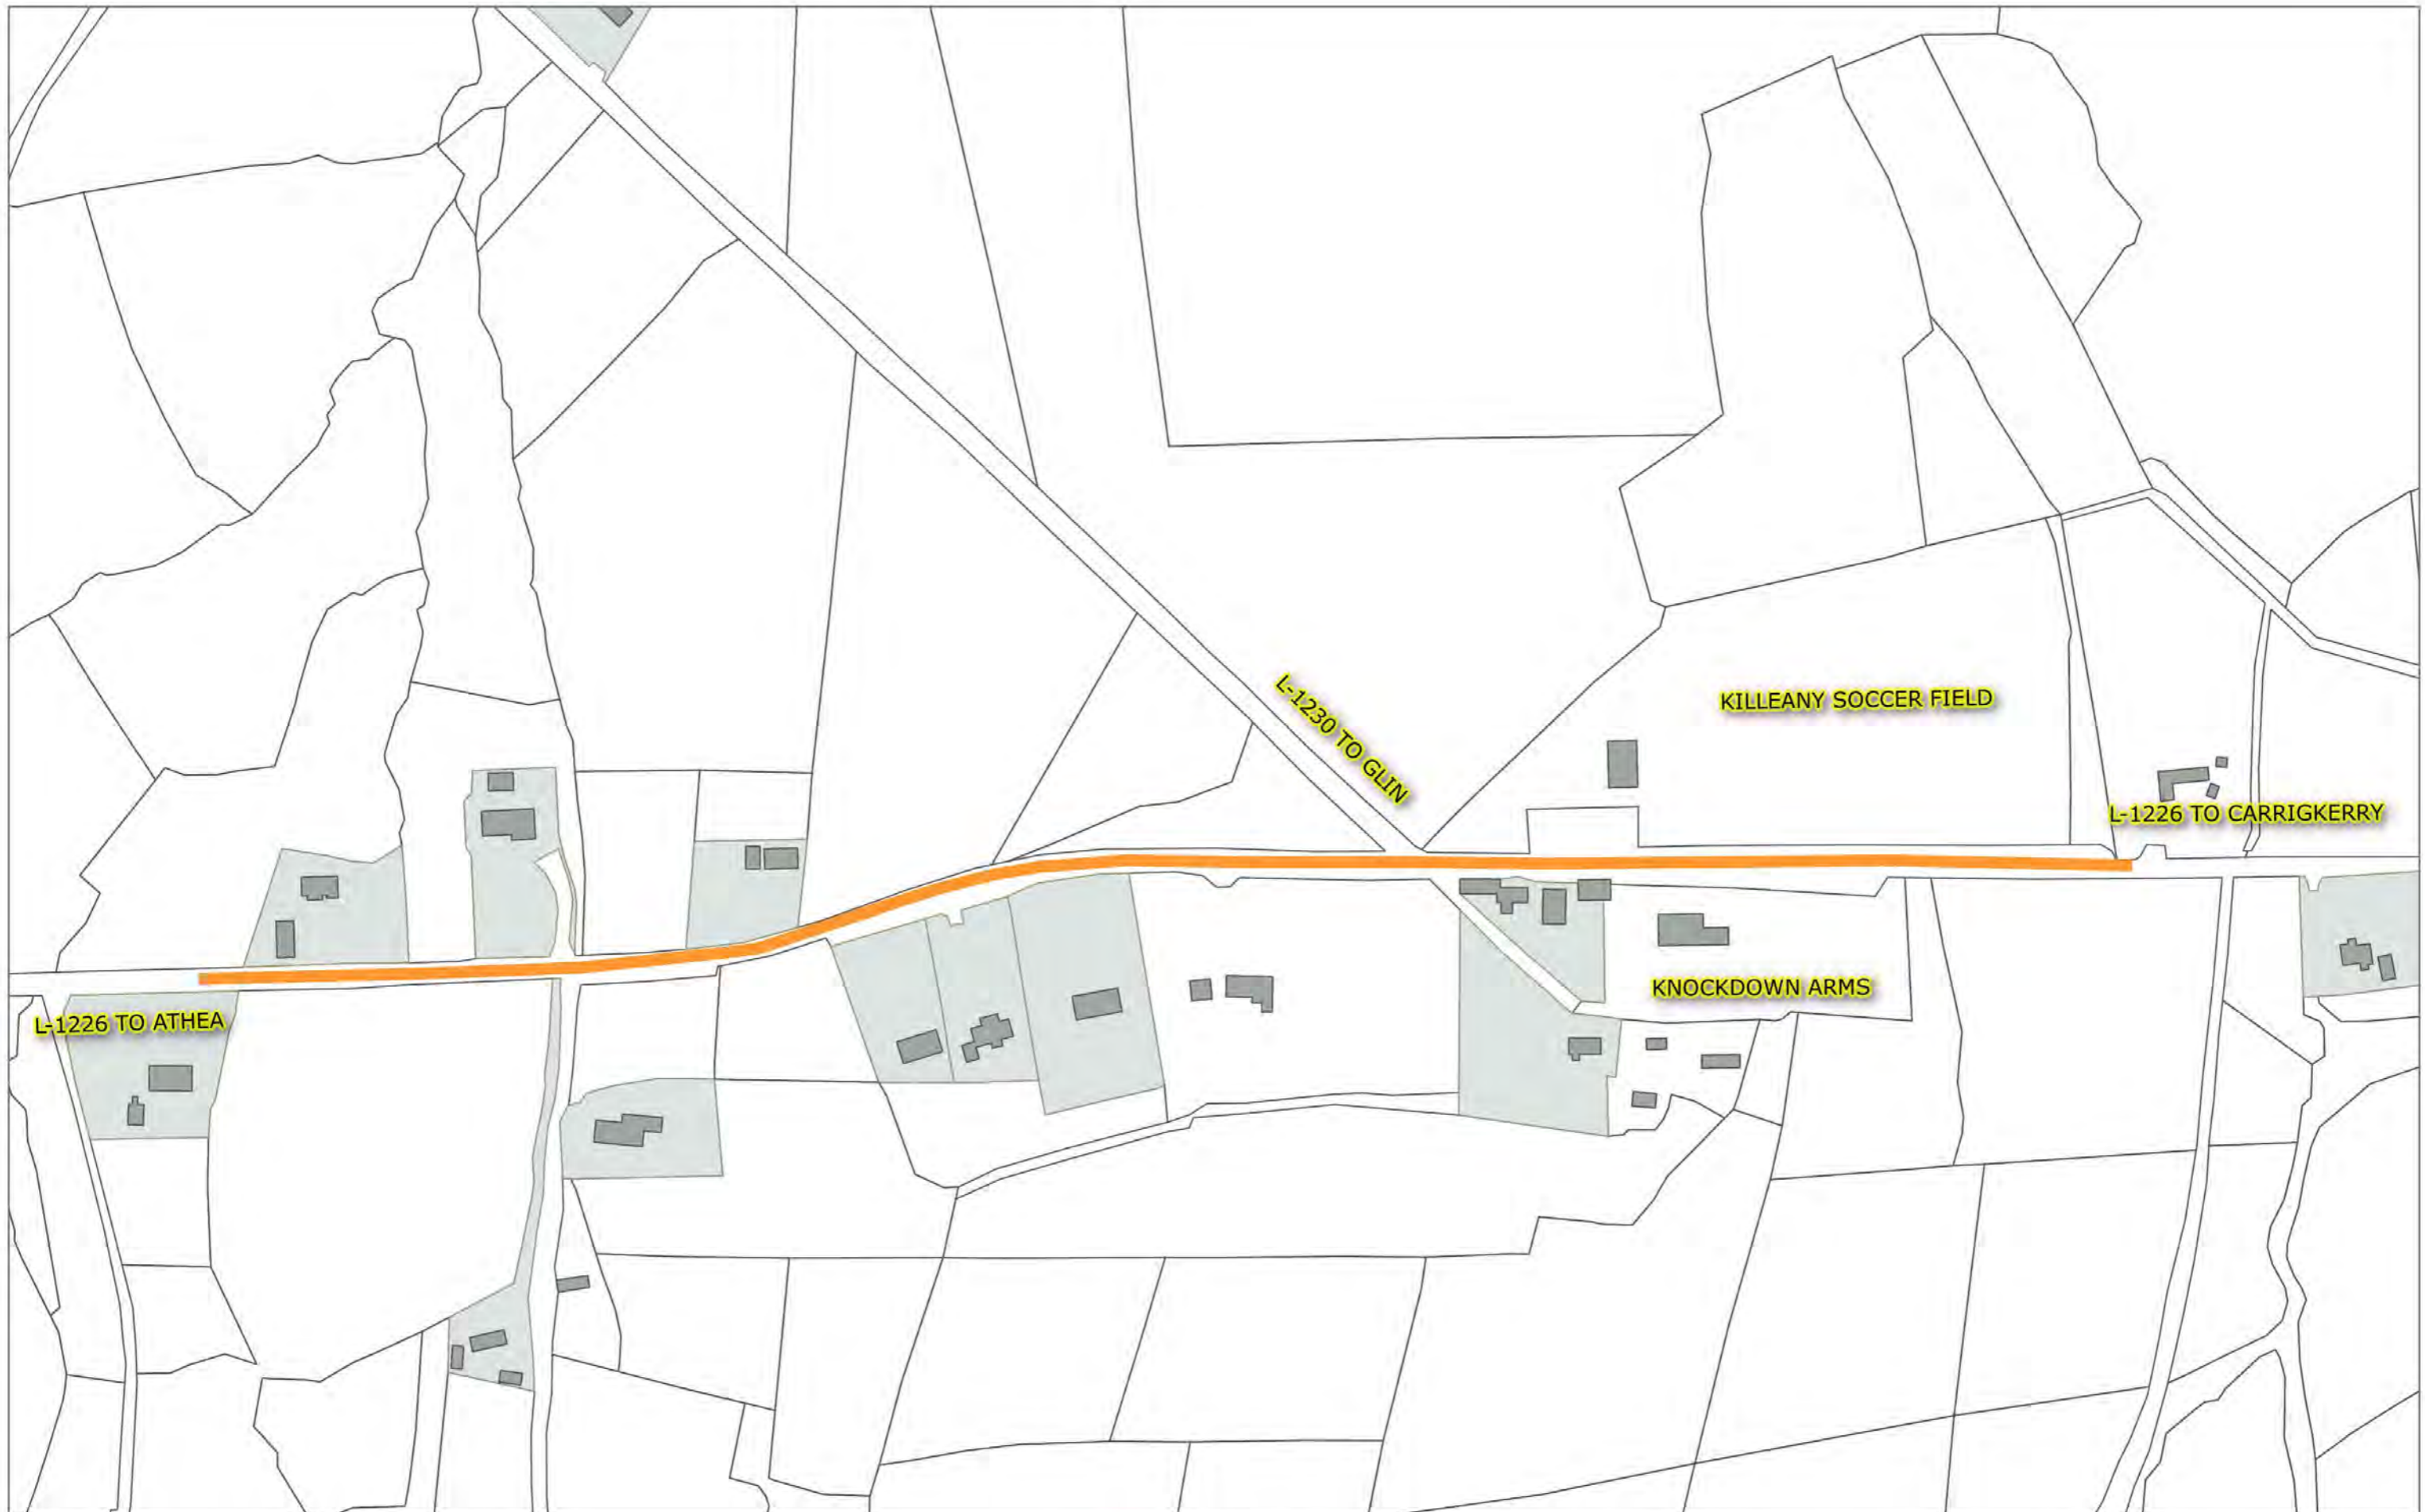 L-1230 TO GLIN
KILLEANY SOCCER FIELD
L-1226 TO CARRIGKERRY
KNOCKDOWN ARMS
L-1226 TO ATHEA